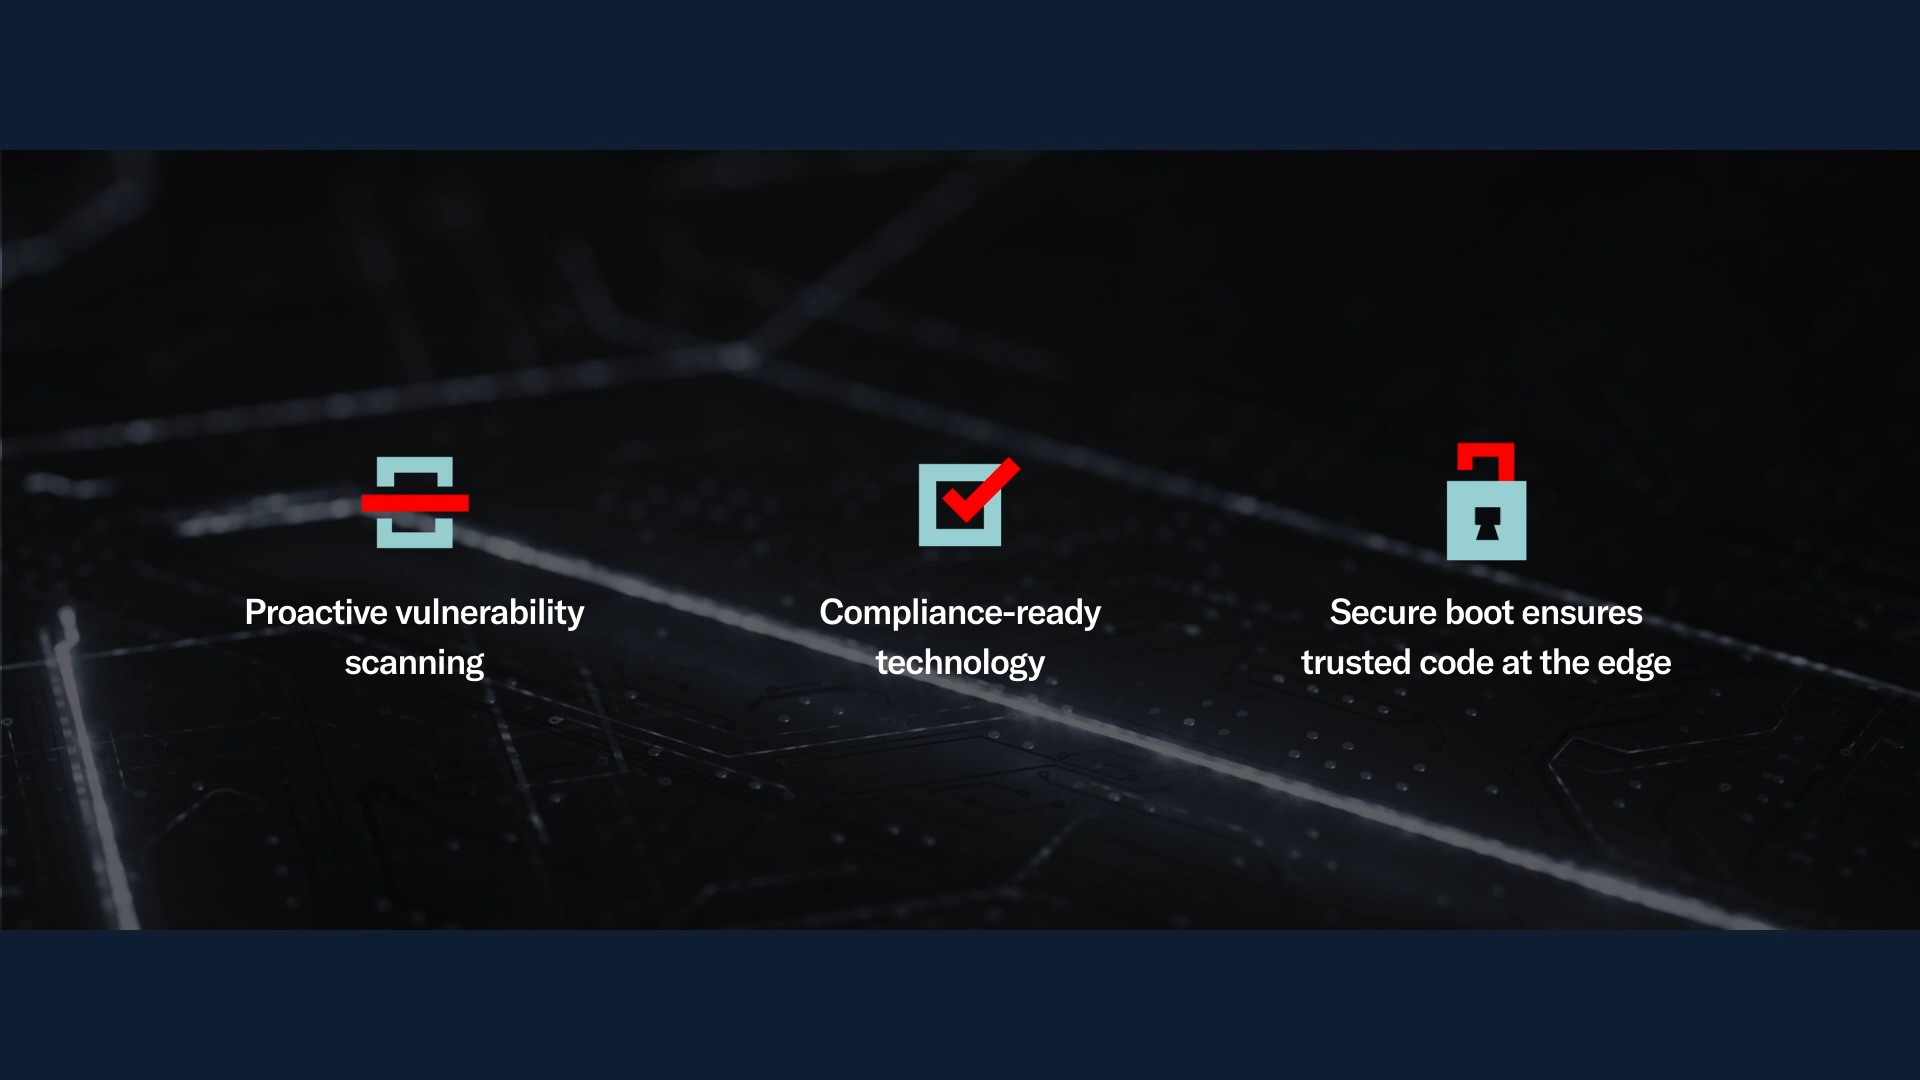 Proactive vulnerability
scanning
Compliance-ready
technology
Secure boot ensures
trusted code at the edge